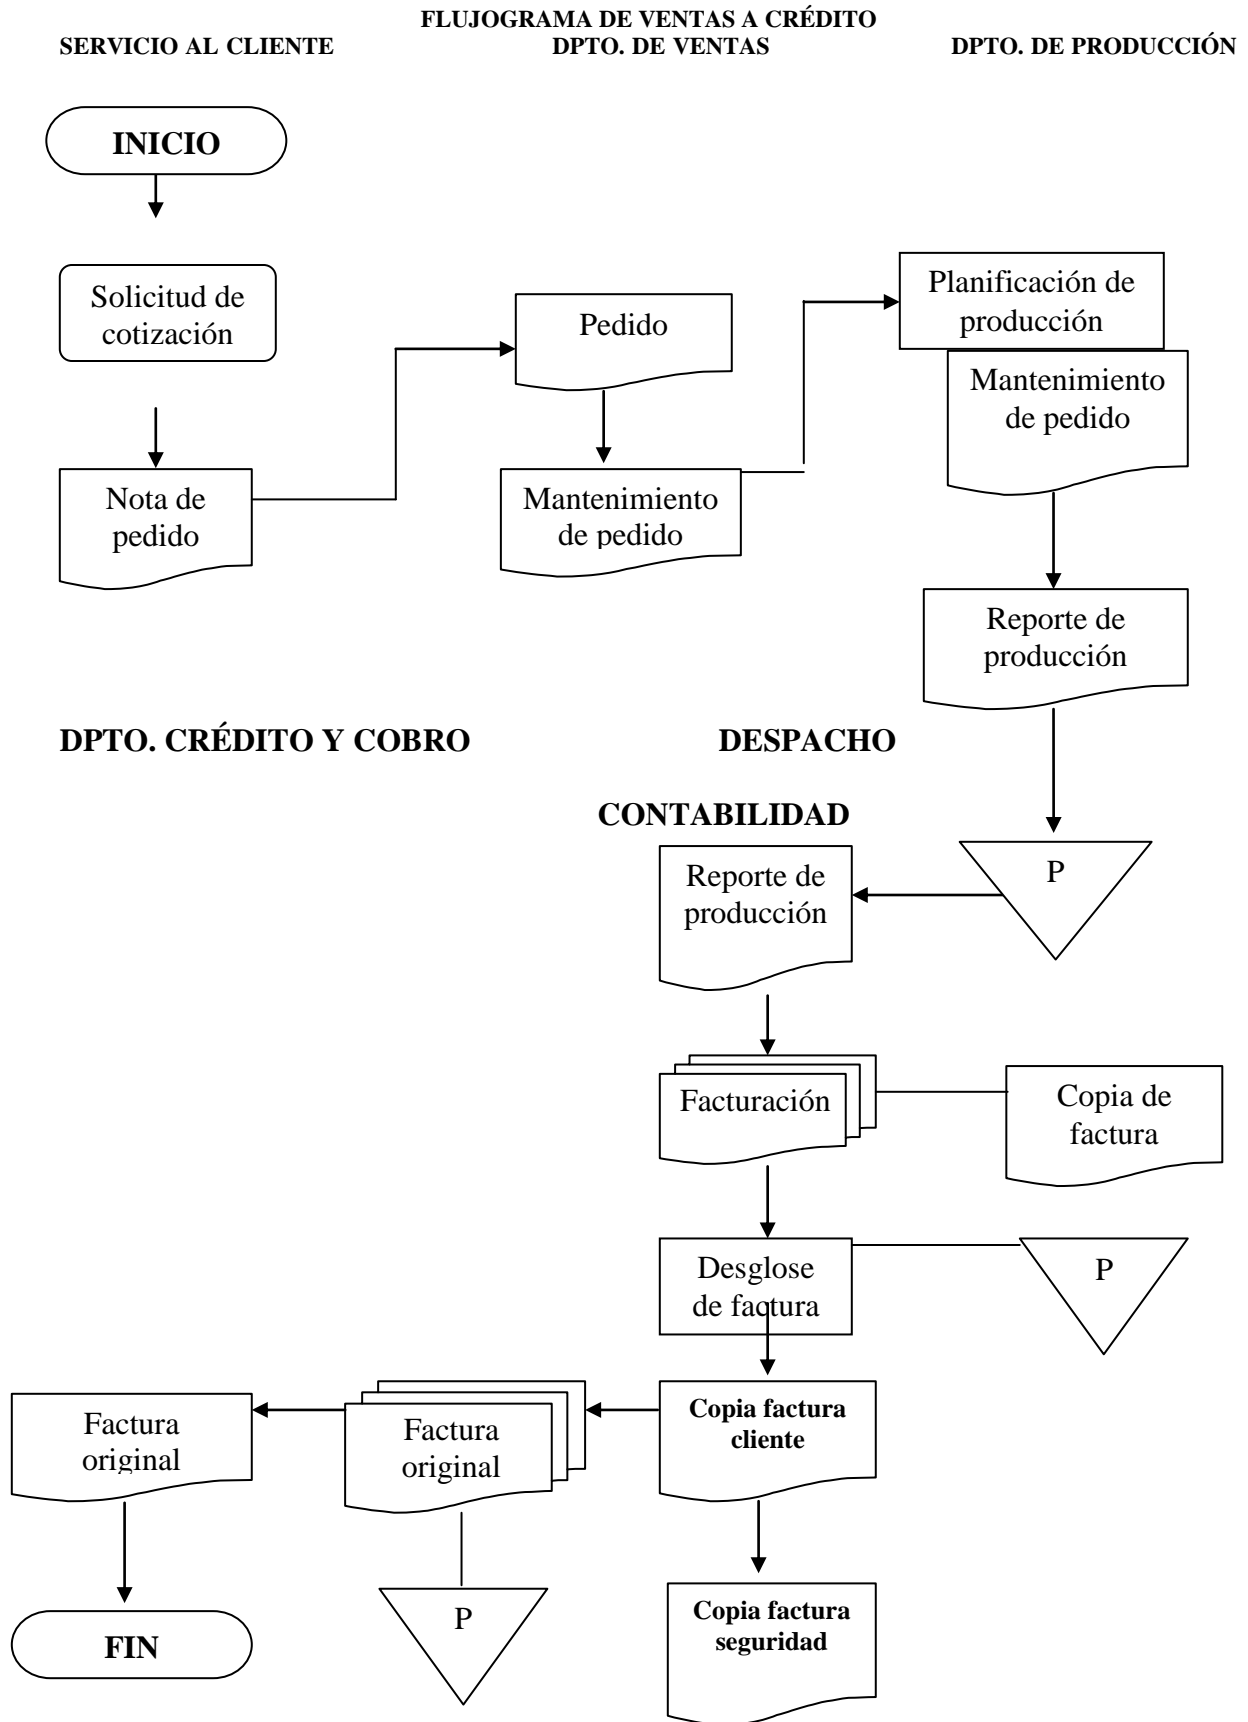 FLUJOGRAMA DE VENTAS A CRÉDITO
SERVICIO AL CLIENTE
DPTO. DE VENTAS
DPTO. DE PRODUCCIÓN
INICIO
Solicitud de
cotización
Nota de
pedido
Pedido
Mantenimiento
de pedido
Planificación de
producción
Mantenimiento
de pedido
Reporte de
producción
DPTO. CRÉDITO Y COBRO
DESPACHO
CONTABILIDAD
P
Reporte de
producción
Facturación
Copia de
factura
Desglose
de factura
P
Copia factura
cliente
Factura
original
Factura
original
P
Copia factura
seguridad
FIN